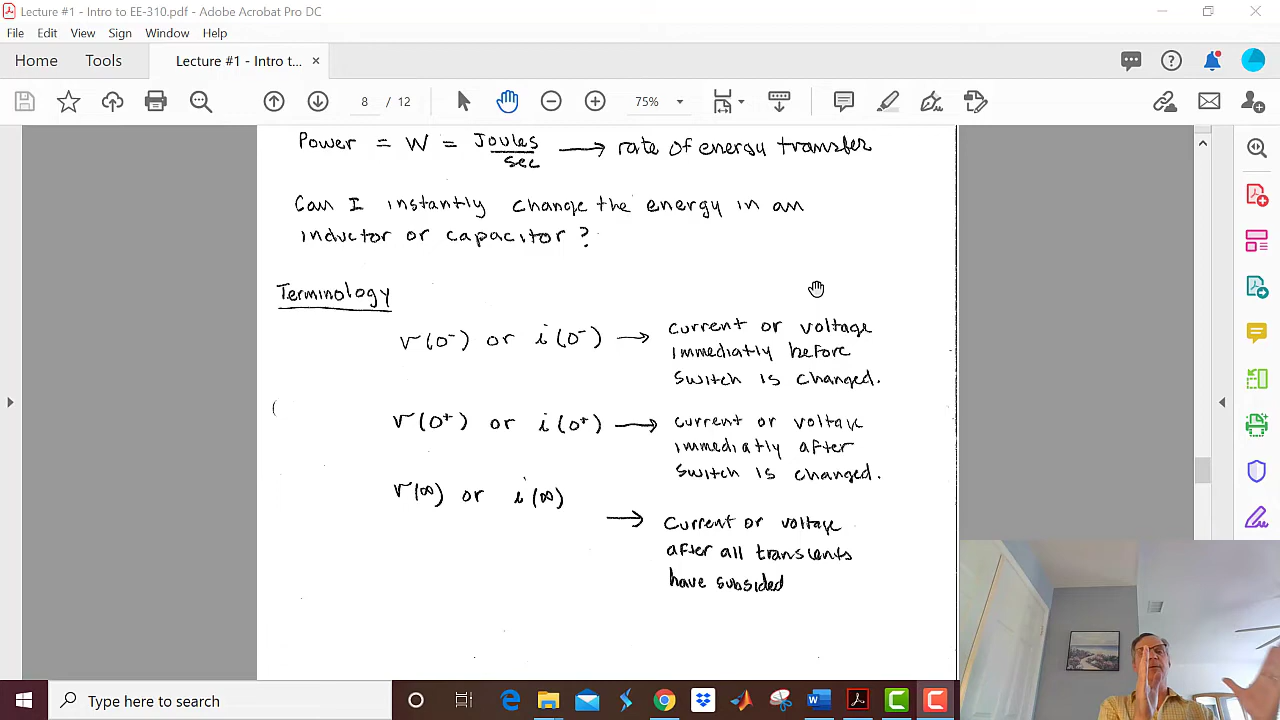 Lecture #1 - Intro to EE-310.pdf - Adobe Acrobat Pro DC
File Edit View Sign Window Help
Home Tools Lecture #1 - Intro t... ×
8 / 12 75%
Power = W = Joules/sec → rate of energy transfer
Can I instantly change the energy in an
inductor or capacitor ?
Terminology
v(0⁻) or i(0⁻) → current or voltage
immediatly before
switch is changed.
v(0⁺) or i(0⁺) → current or voltage
immediatly after
switch is changed.
v(∞) or i(∞)
→ Current or voltage
after all transients
have subsided
Type here to search